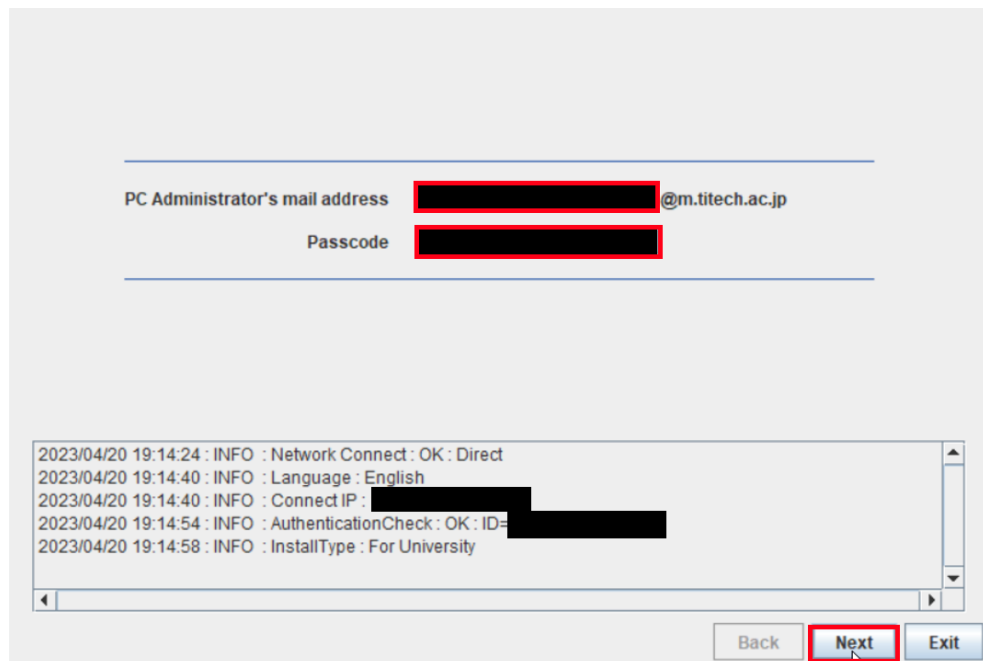 PC Administrator's mail address @m.titech.ac.jp
Passcode
2023/04/20 19:14:24 : INFO : Network Connect : OK : Direct
2023/04/20 19:14:40 : INFO : Language : English
2023/04/20 19:14:40 : INFO : Connect IP :
2023/04/20 19:14:54 : INFO : AuthenticationCheck : OK : ID=
2023/04/20 19:14:58 : INFO : InstallType : For University
Back Next Exit